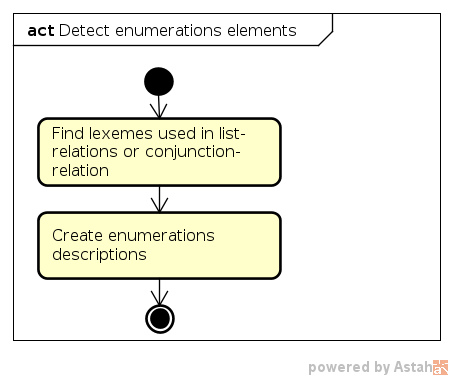 act Detect enumerations elements
Find lexemes used in list-
relations or conjunction-
relation
Create enumerations
descriptions
powered by Astah